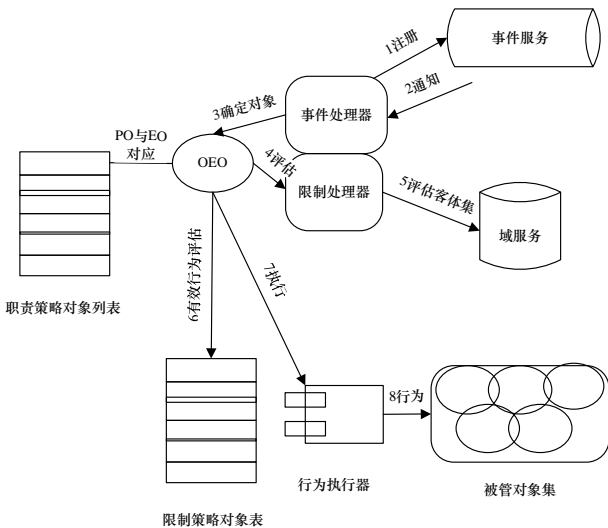 1注册
事件服务
2通知
3确定对象
事件处理器
PO与EO
对应
OEO
4评估
限制处理器
5评估客体集
域服务
职责策略对象列表
6有效行为评估
7执行
8行为
行为执行器
被管对象集
限制策略对象表